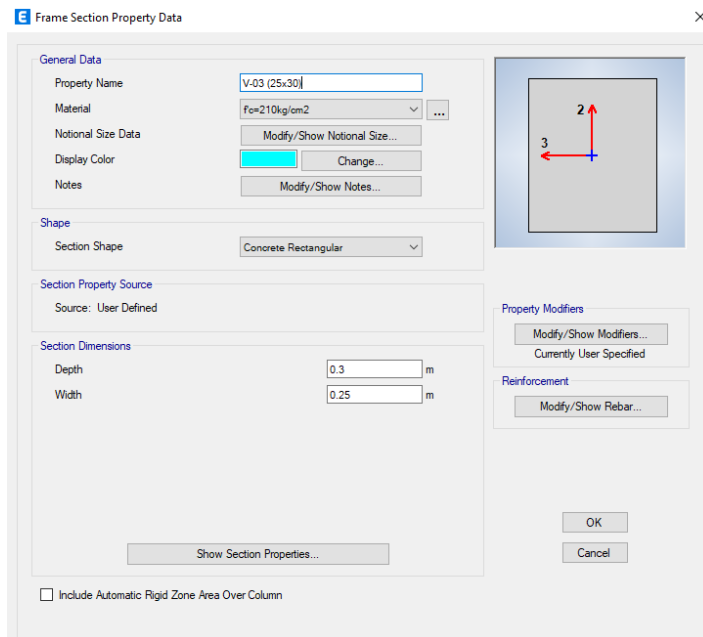 E Frame Section Property Data
General Data
Property Name V-03 (25x30)
Material f'c=210kg/cm2 ...
Notional Size Data Modify/Show Notional Size...
Display Color Change...
Notes Modify/Show Notes...
2
3
Shape
Section Shape Concrete Rectangular
Section Property Source
Source: User Defined
Property Modifiers
Modify/Show Modifiers...
Currently User Specified
Section Dimensions
Depth 0.3 m
Width 0.25 m
Reinforcement
Modify/Show Rebar...
OK
Cancel
Show Section Properties...
Include Automatic Rigid Zone Area Over Column